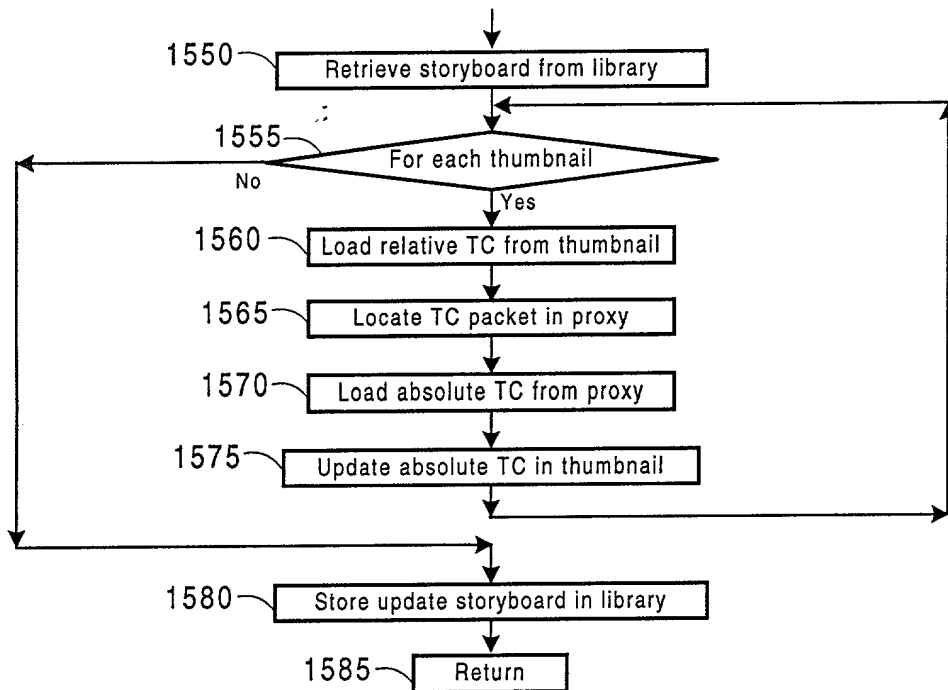 1550
Retrieve storyboard from library
1555
For each thumbnail
No
Yes
1560
Load relative TC from thumbnail
1565
Locate TC packet in proxy
1570
Load absolute TC from proxy
1575
Update absolute TC in thumbnail
1580
Store update storyboard in library
1585
Return